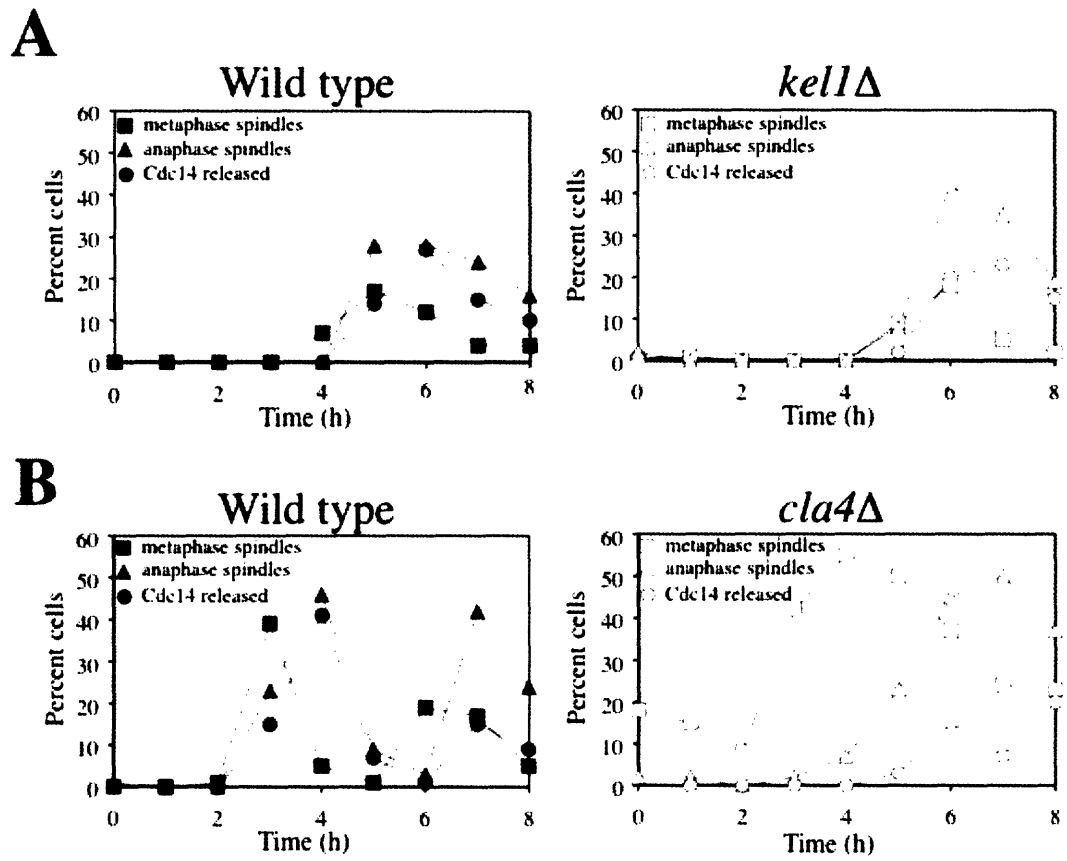 A
Wild type
kel1Δ
60
50
40
30
20
10
0
Percent cells
metaphase spindles
anaphase spindles
Cdc14 released
0 2 4 6 8
Time (h)
60
50
40
30
20
10
0
Percent cells
metaphase spindles
anaphase spindles
Cdc14 released
0 2 4 6 8
Time (h)
B
Wild type
cla4Δ
60
50
40
30
20
10
0
Percent cells
metaphase spindles
anaphase spindles
Cdc14 released
0 2 4 6 8
Time (h)
60
50
40
30
20
10
0
Percent cells
metaphase spindles
anaphase spindles
Cdc14 released
0 2 4 6 8
Time (h)